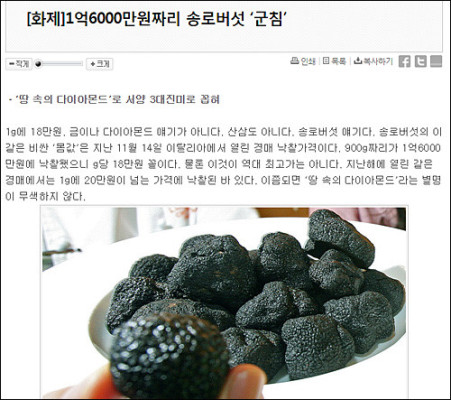 [화제]1억6000만원짜리 송로버섯 ‘군침’
작게 크게 인쇄 목록 복사하기
· ‘땅 속의 다이아몬드’로 서양 3대진미로 꼽혀
1g에 18만원. 금이나 다이아몬드 얘기가 아니다. 산삼도 아니다. 송로버섯 얘기다. 송로버섯의 이
같은 비싼 ‘몸값’은 지난 11월 14일 이탈리아에서 열린 경매 낙찰가격이다. 900g짜리가 1억6000
만원에 낙찰됐으니 g당 18만원 꼴이다. 물론 이것이 역대 최고가는 아니다. 지난해에 열린 같은
경매에서는 1g에 20만원이 넘는 가격에 낙찰된 바 있다. 이쯤되면 ‘땅 속의 다이아몬드’라는 별명
이 무색하지 않다.